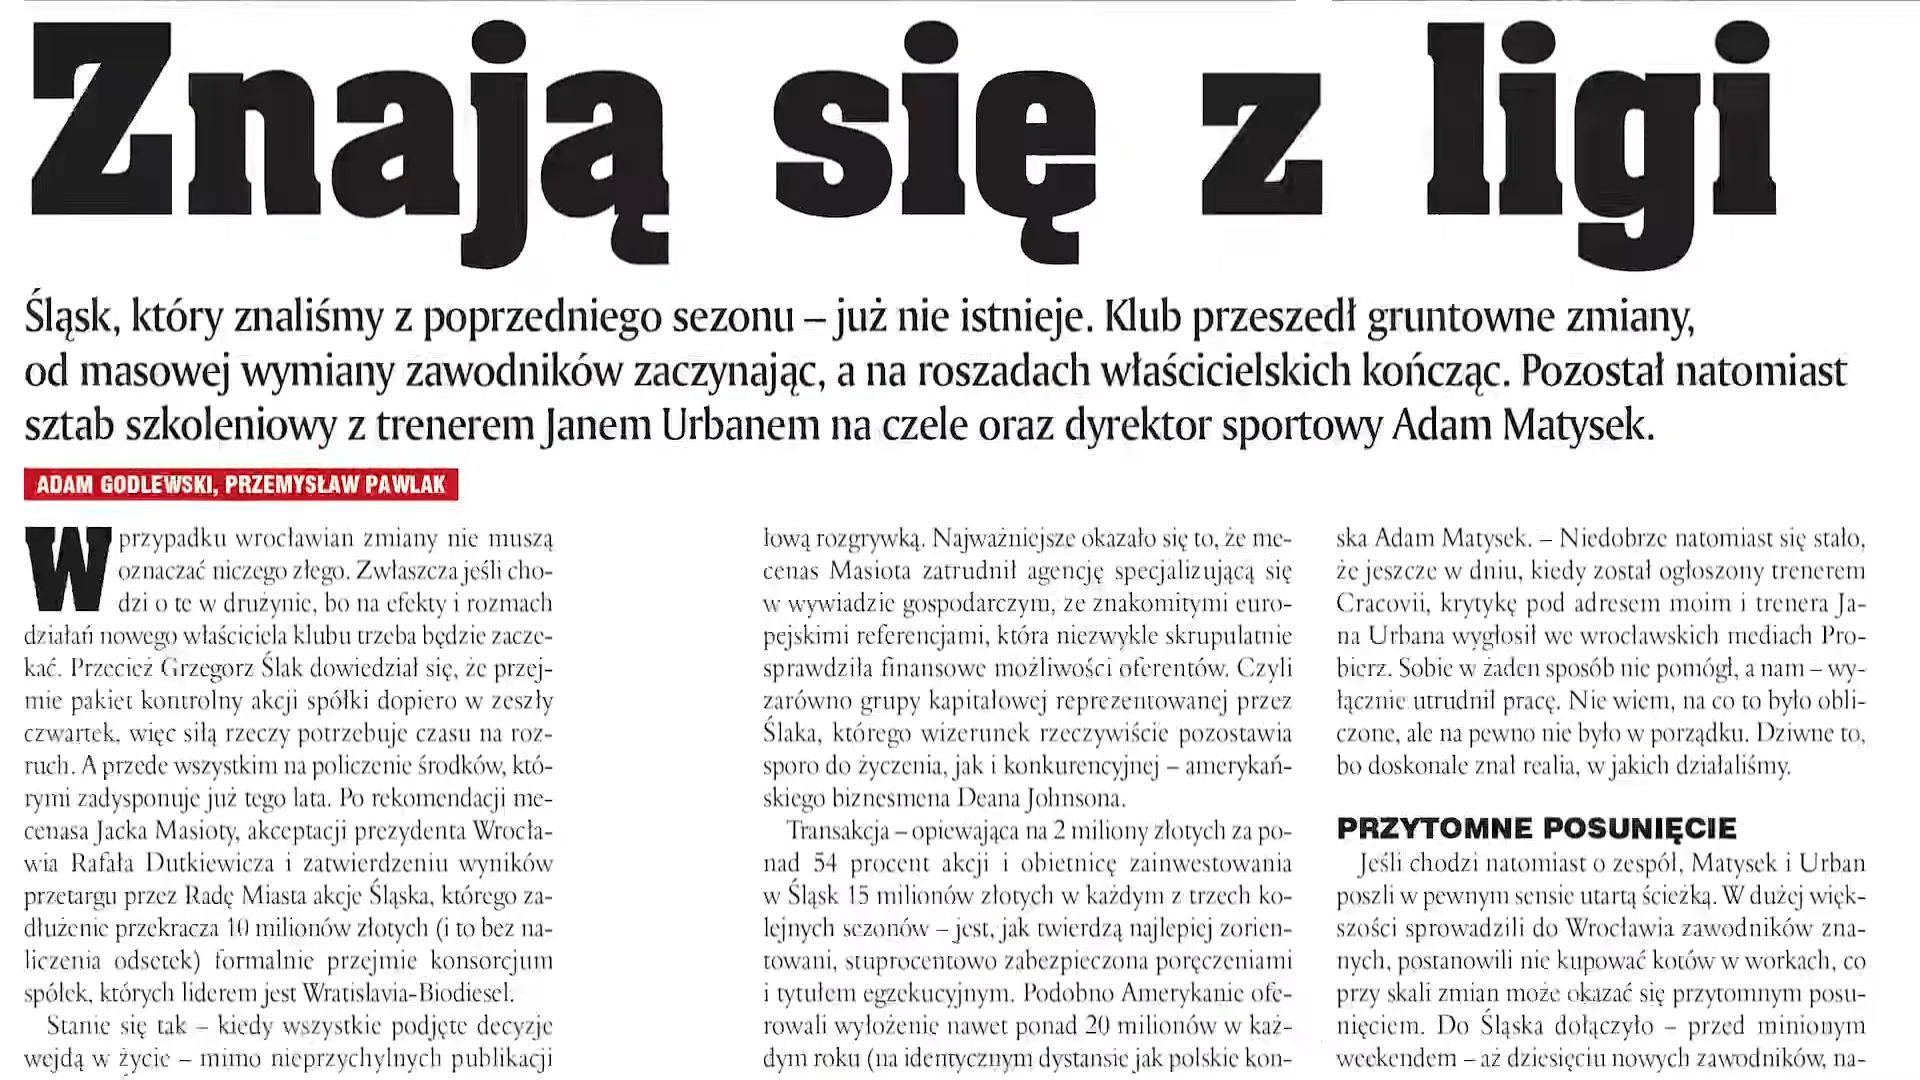 Znają się z ligi
Śląsk, który znaliśmy z poprzedniego sezonu – już nie istnieje. Klub przeszedł gruntowne zmiany,
od masowej wymiany zawodników zaczynając, a na roszadach właścicielskich kończąc. Pozostał natomiast
sztab szkoleniowy z trenerem Janem Urbanem na czele oraz dyrektor sportowy Adam Matysek.
ADAM GODLEWSKI, PRZEMYSŁAW PAWLAK
W przypadku wrocławian zmiany nie muszą
oznaczać niczego złego. Zwłaszcza jeśli cho-
dzi o te w drużynie, bo na efekty i rozmach
działań nowego właściciela klubu trzeba będzie zacze-
kać. Przecież Grzegorz Ślak dowiedział się, że przej-
mie pakiet kontrolny akcji spółki dopiero w zeszły
czwartek, więc siłą rzeczy potrzebuje czasu na roz-
ruch. A przede wszystkim na policzenie środków, któ-
rymi zadysponuje już tego lata. Po rekomendacji me-
cenasa Jacka Masioty, akceptacji prezydenta Wrocła-
wia Rafała Dutkiewicza i zatwierdzeniu wyników
przetargu przez Radę Miasta akcje Śląska, którego za-
dłużenie przekracza 10 milionów złotych (i to bez na-
liczenia odsetek) formalnie przejmie konsorcjum
spółek, których liderem jest Wratislavia-Biodiesel.
Stanie się tak – kiedy wszystkie podjęte decyzje
wejdą w życie – mimo nieprzychylnych publikacji
łową rozgrywką. Najważniejsze okazało się to, że me-
cenas Masiota zatrudnił agencję specjalizującą się
w wywiadzie gospodarczym, ze znakomitymi euro-
pejskimi referencjami, która niezwykle skrupulatnie
sprawdziła finansowe możliwości oferentów. Czyli
zarówno grupy kapitałowej reprezentowanej przez
Ślaka, którego wizerunek rzeczywiście pozostawia
sporo do życzenia, jak i konkurencyjnej – amerykań-
skiego biznesmena Deana Johnsona.
Transakcja – opiewająca na 2 miliony złotych za po-
nad 54 procent akcji i obietnicę zainwestowania
w Śląsk 15 milionów złotych w każdym z trzech ko-
lejnych sezonów – jest, jak twierdzą najlepiej zorien-
towani, stuprocentowo zabezpieczona poręczeniami
i tytułem egzekucyjnym. Podobno Amerykanie ofe-
rowali wyłożenie nawet ponad 20 milionów w każ-
dym roku (na identycznym dystansie jak polskie kon-
ska Adam Matysek. – Niedobrze natomiast się stało,
że jeszcze w dniu, kiedy został ogłoszony trenerem
Cracovii, krytykę pod adresem moim i trenera Ja-
na Urbana wygłosił we wrocławskich mediach Pro-
bierz. Sobie w żaden sposób nie pomógł, a nam – wy-
łącznie utrudnił pracę. Nie wiem, na co to było obli-
czone, ale na pewno nie było w porządku. Dziwne to,
bo doskonale znał realia, w jakich działaliśmy.
PRZYTOMNE POSUNIĘCIE
Jeśli chodzi natomiast o zespół, Matysek i Urban
poszli w pewnym sensie utartą ścieżką. W dużej więk-
szości sprowadzili do Wrocławia zawodników zna-
nych, postanowili nie kupować kotów w workach, co
przy skali zmian może okazać się przytomnym posu-
nięciem. Do Śląska dołączyło – przed minionym
weekendem – aż dziesięciu nowych zawodników, na-